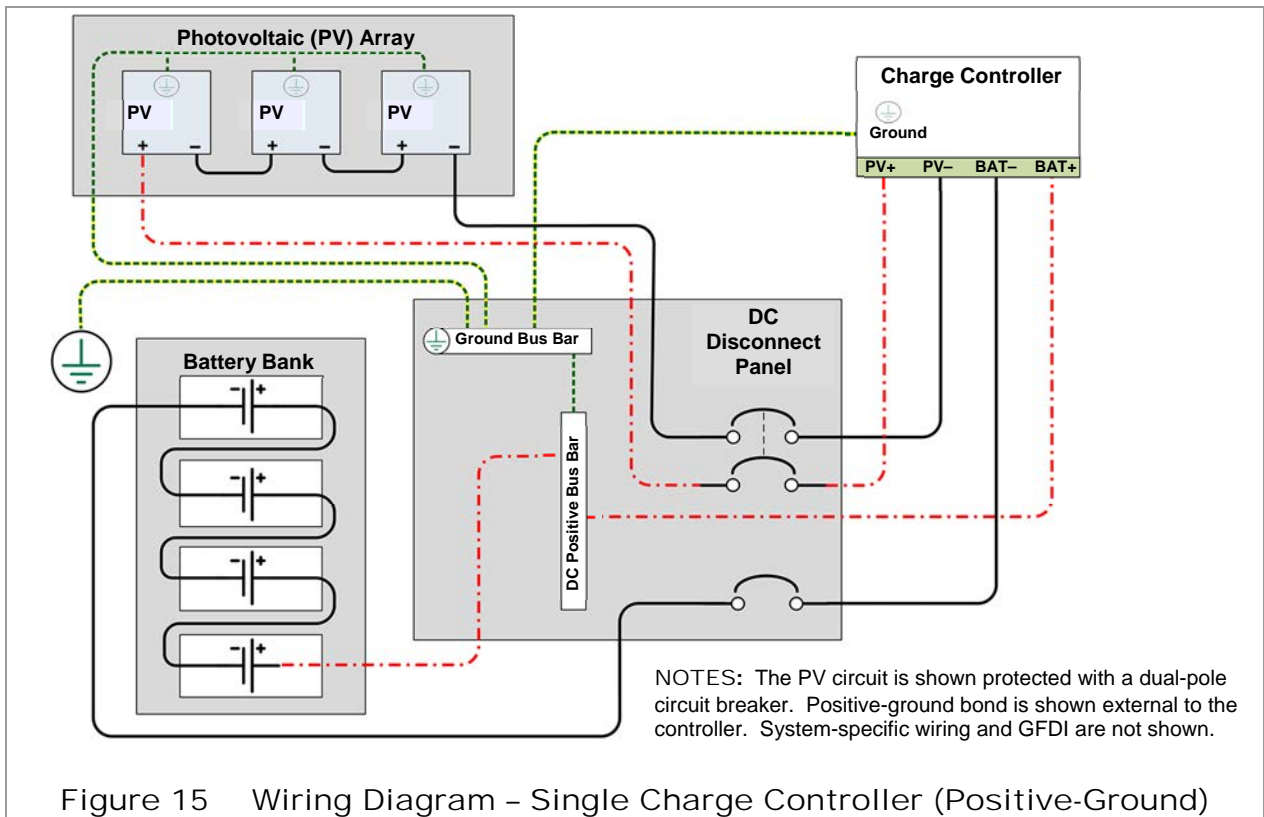 Photovoltaic (PV) Array
PV
PV
PV
+ –
+ –
+ –
Charge Controller
Ground
PV+ PV– BAT– BAT+
Ground Bus Bar
DC
Disconnect
Panel
DC Positive Bus Bar
Battery Bank
- +
- +
- +
- +
NOTES: The PV circuit is shown protected with a dual-pole
circuit breaker. Positive-ground bond is shown external to the
controller. System-specific wiring and GFDI are not shown.
Figure 15 Wiring Diagram – Single Charge Controller (Positive-Ground)